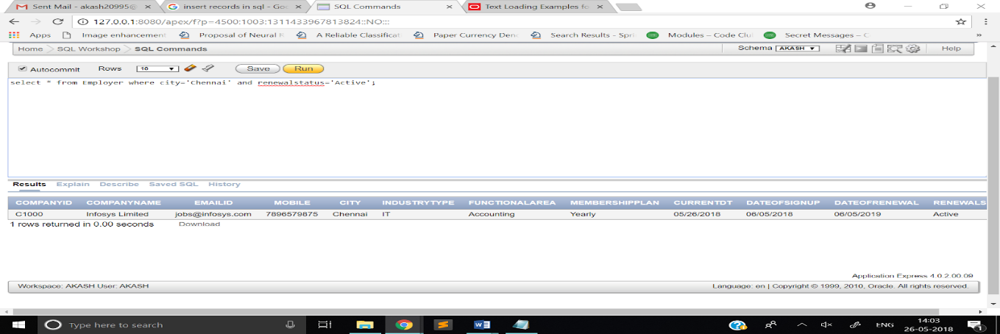 Sent Mail - akash20995@ × insert records in sql - Goo × SQL Commands × Text Loading Examples fo ×
127.0.0.1:8080/apex/f?p=4500:1003:1311433967813824::NO:::
Apps Image enhancement Proposal of Neural R A Reliable Classificat Paper Currency Deno Search Results - Spri Modules – Code Clu Secret Messages – C »
Home SQL Workshop SQL Commands Schema AKASH Help
Autocommit Rows 10 Save Run
select * from Employer where city='Chennai' and renewalstatus='Active';
Results Explain Describe Saved SQL History
COMPANYID COMPANYNAME EMAILID MOBILE CITY INDUSTRYTYPE FUNCTIONALAREA MEMBERSHIPPLAN CURRENTDT DATEOFSIGNUP DATEOFRENEWAL RENEWALS
C1000 Infosys Limited jobs@infosys.com 7896579875 Chennai IT Accounting Yearly 05/26/2018 06/05/2018 06/05/2019 Active
1 rows returned in 0.00 seconds Download
Application Express 4.0.2.00.09
Workspace: AKASH User: AKASH Language: en | Copyright © 1999, 2010, Oracle. All rights reserved.
Type here to search ENG 14:03
26-05-2018 1